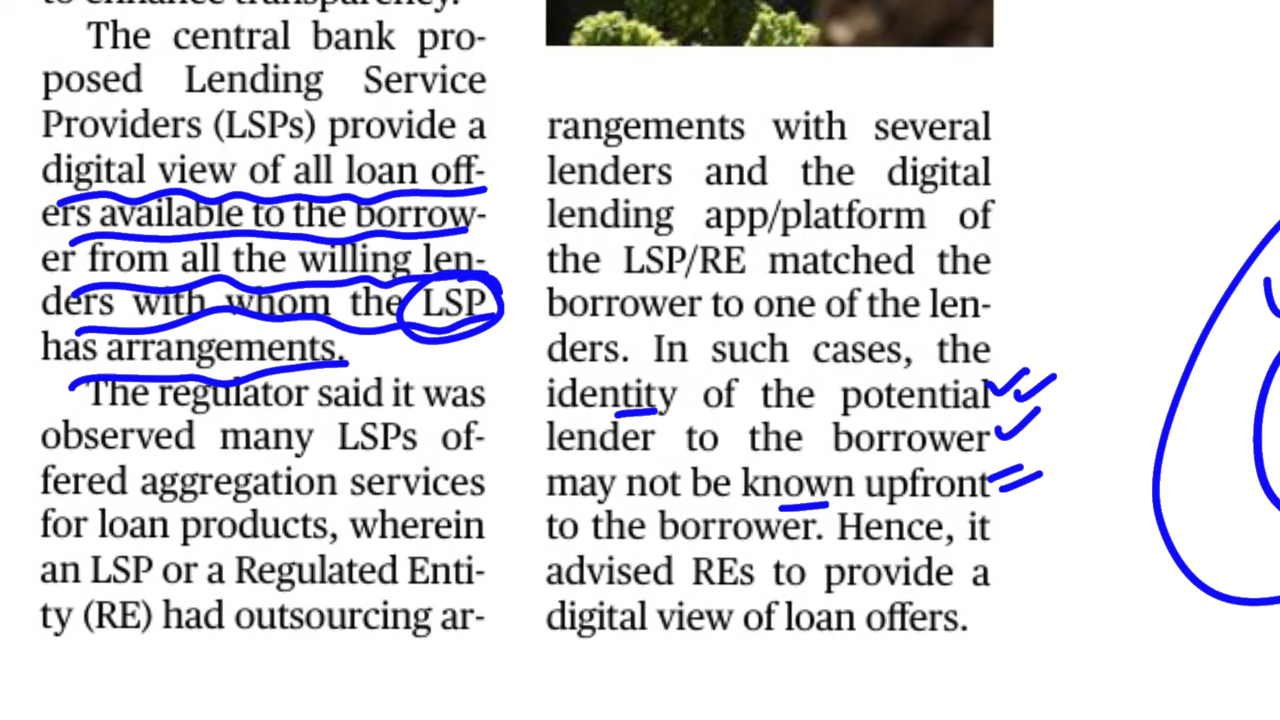 to enhance transparency.
The central bank pro-
posed Lending Service
Providers (LSPs) provide a
digital view of all loan off-
ers available to the borrow-
er from all the willing len-
ders with whom the LSP
has arrangements.
The regulator said it was
observed many LSPs of-
fered aggregation services
for loan products, wherein
an LSP or a Regulated Enti-
ty (RE) had outsourcing ar-
rangements with several
lenders and the digital
lending app/platform of
the LSP/RE matched the
borrower to one of the len-
ders. In such cases, the
identity of the potential
lender to the borrower
may not be known upfront
to the borrower. Hence, it
advised REs to provide a
digital view of loan offers.